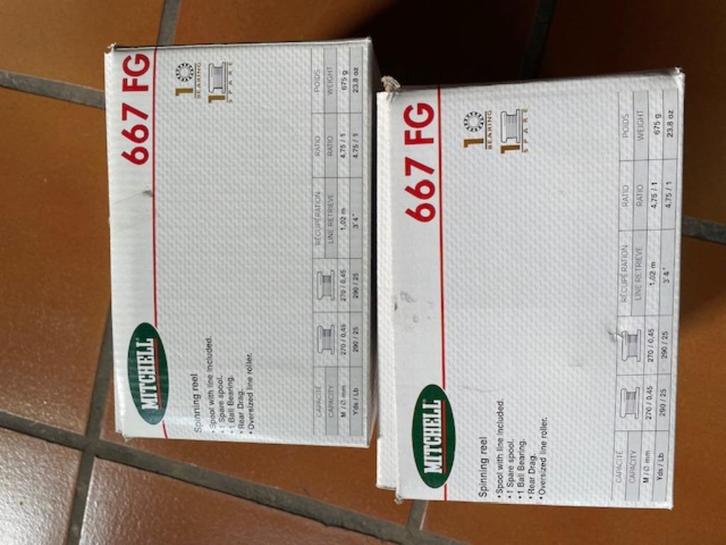 MITCHELL®
667 FG
Spinning reel
• Spool with line included.
• 1 Spare spool.
• 1 Ball Bearing.
• Rear Drag.
• Oversized line roller.
1 BEARING
1 SPARE
CAPACITÉ RÉCUPÉRATION RATIO POIDS
CAPACITY LINE RETRIEVE RATIO WEIGHT
M / Ø mm 270 / 0,45 270 / 0,45 1,02 m 4,75 / 1 675 g
Yds / Lb 290 / 25 290 / 25 3' 4" 4,75 / 1 23.8 oz
MITCHELL®
667 FG
Spinning reel
• Spool with line included.
• 1 Spare spool.
• 1 Ball Bearing.
• Rear Drag.
• Oversized line roller.
1 BEARING
1 SPARE
CAPACITÉ RÉCUPÉRATION RATIO POIDS
CAPACITY LINE RETRIEVE RATIO WEIGHT
M / Ø mm 270 / 0,45 270 / 0,45 1,02 m 4,75 / 1 675 g
Yds / Lb 290 / 25 290 / 25 3' 4" 4,75 / 1 23.8 oz